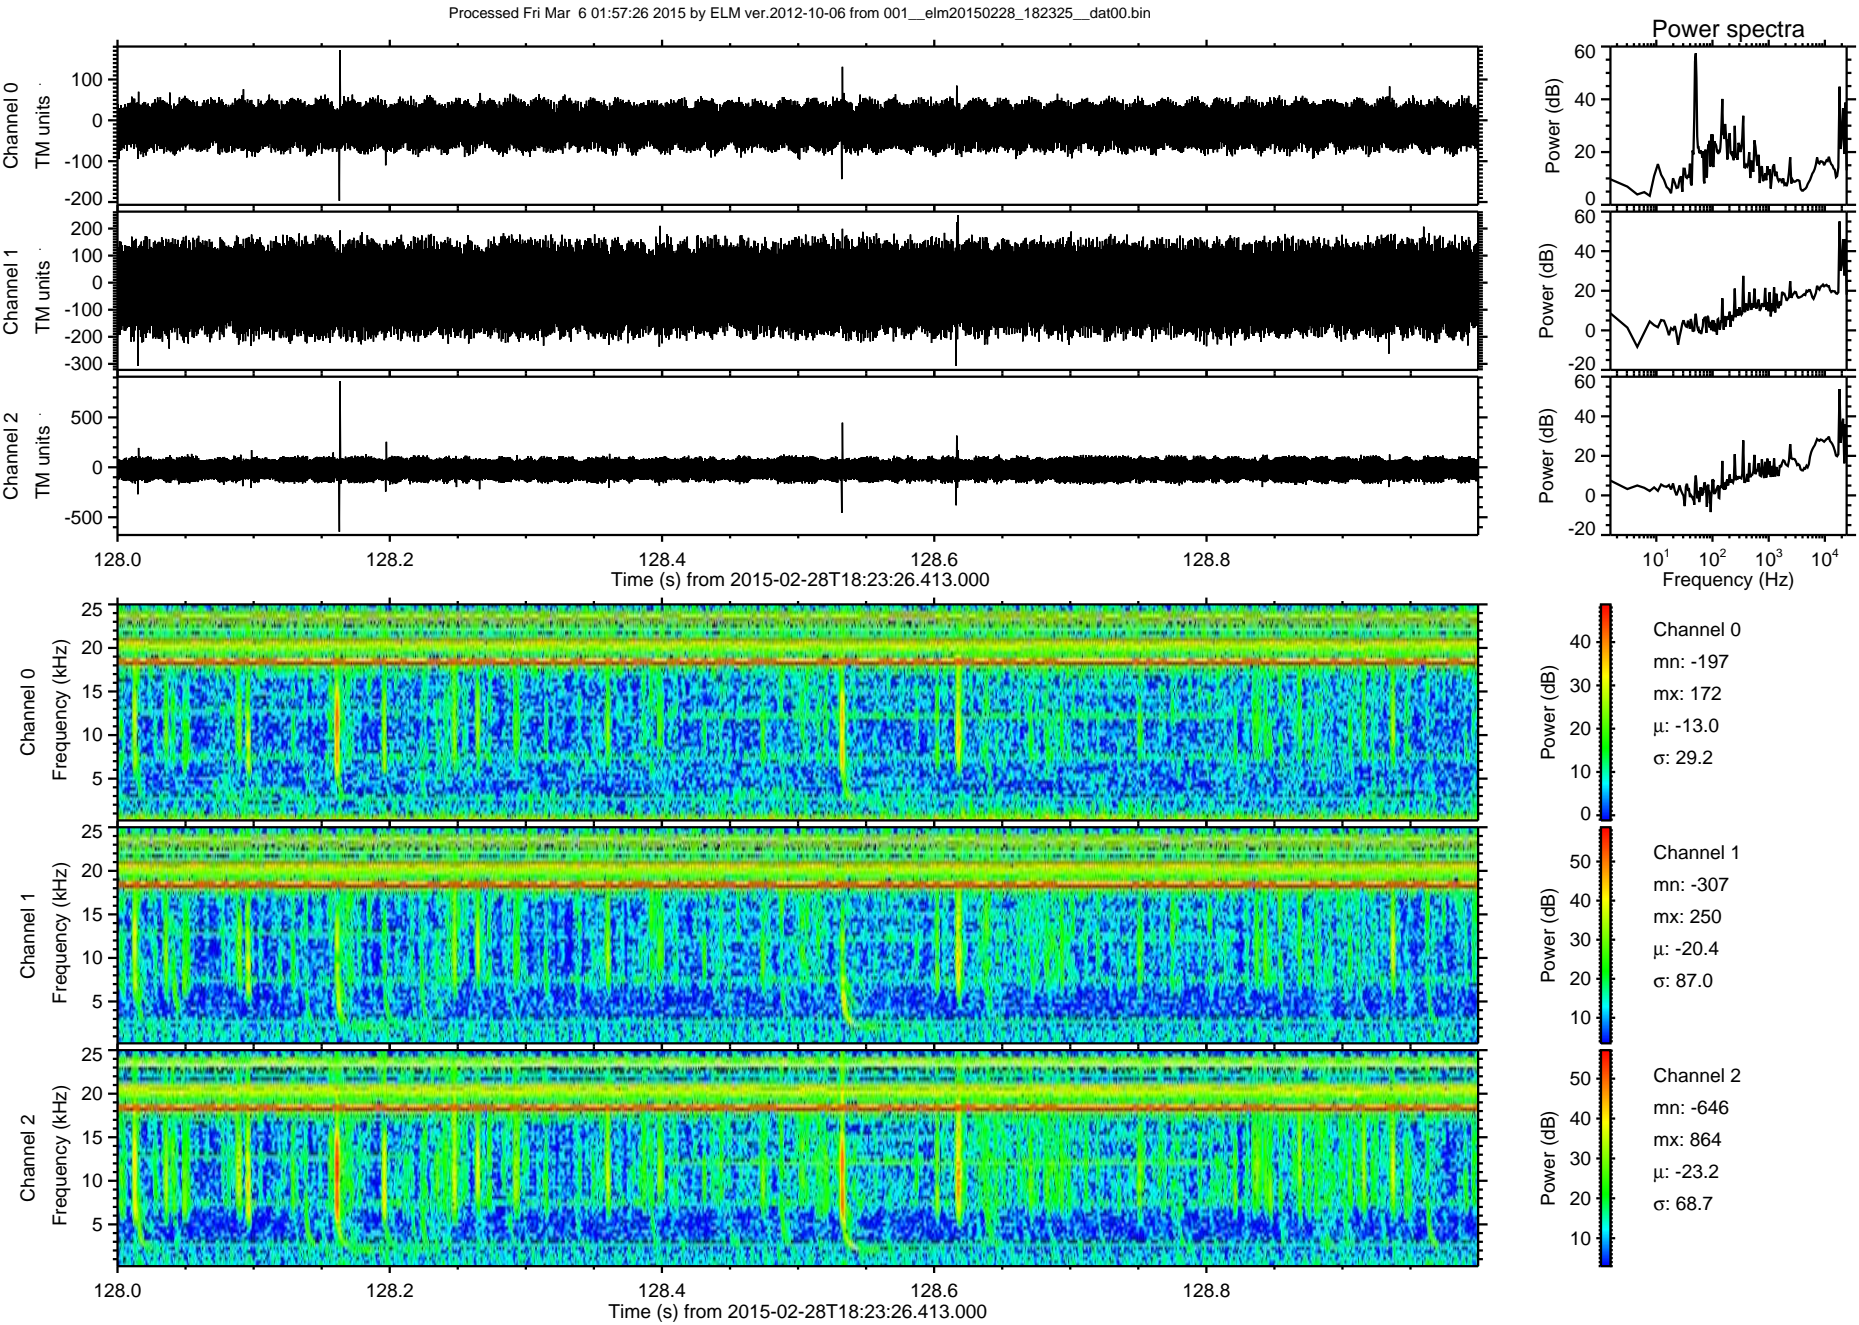 Processed Fri Mar  6 01:57:26 2015 by ELM ver.2012-10-06 from 001__elm20150228_182325__dat00.bin
Power spectra
Channel 0
TM units
100
0
-100
-200
Power (dB)
60
40
20
0
Channel 1
TM units
200
100
0
-100
-200
-300
Power (dB)
60
40
20
0
-20
Channel 2
TM units
500
0
-500
Power (dB)
60
40
20
0
-20
128.0 128.2 128.4 128.6 128.8
Time (s) from 2015-02-28T18:23:26.413.000
10^1 10^2 10^3 10^4
Frequency (Hz)
Channel 0
Frequency (kHz)
25
20
15
10
5
Power (dB)
40
30
20
10
0
Channel 0
mn: -197
mx: 172
μ: -13.0
σ: 29.2
Channel 1
Frequency (kHz)
25
20
15
10
5
Power (dB)
50
40
30
20
10
Channel 1
mn: -307
mx: 250
μ: -20.4
σ: 87.0
Channel 2
Frequency (kHz)
25
20
15
10
5
Power (dB)
50
40
30
20
10
Channel 2
mn: -646
mx: 864
μ: -23.2
σ: 68.7
128.0 128.2 128.4 128.6 128.8
Time (s) from 2015-02-28T18:23:26.413.000